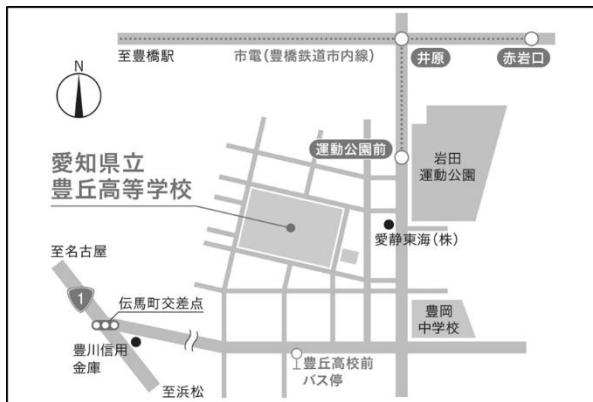 至豊橋駅
市電(豊橋鉄道市内線)
井原
赤岩口
N
運動公園前
岩田
運動公園
愛知県立
豊丘高等学校
愛静東海(株)
至名古屋
1
伝馬町交差点
豊川信用
金庫
至浜松
豊岡
中学校
豊丘高校前
バス停